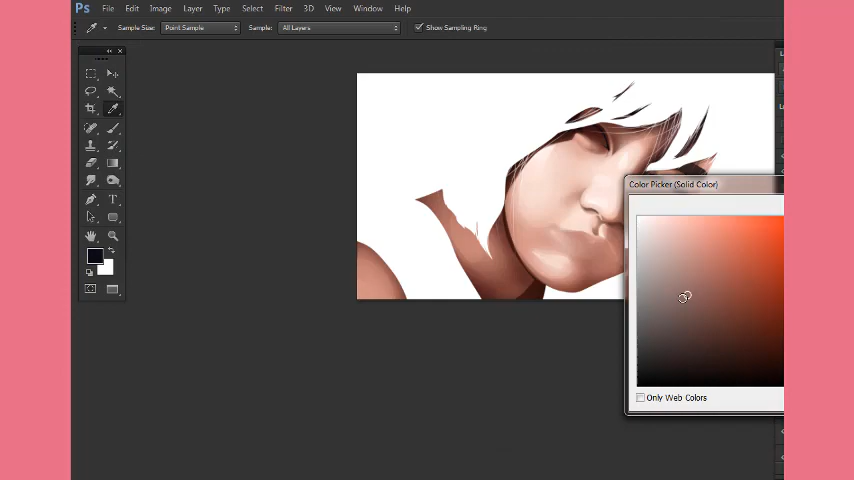 Ps File Edit Image Layer Type Select Filter 3D View Window Help
Sample Size: Point Sample Sample: All Layers Show Sampling Ring
T
Color Picker (Solid Color)
Only Web Colors